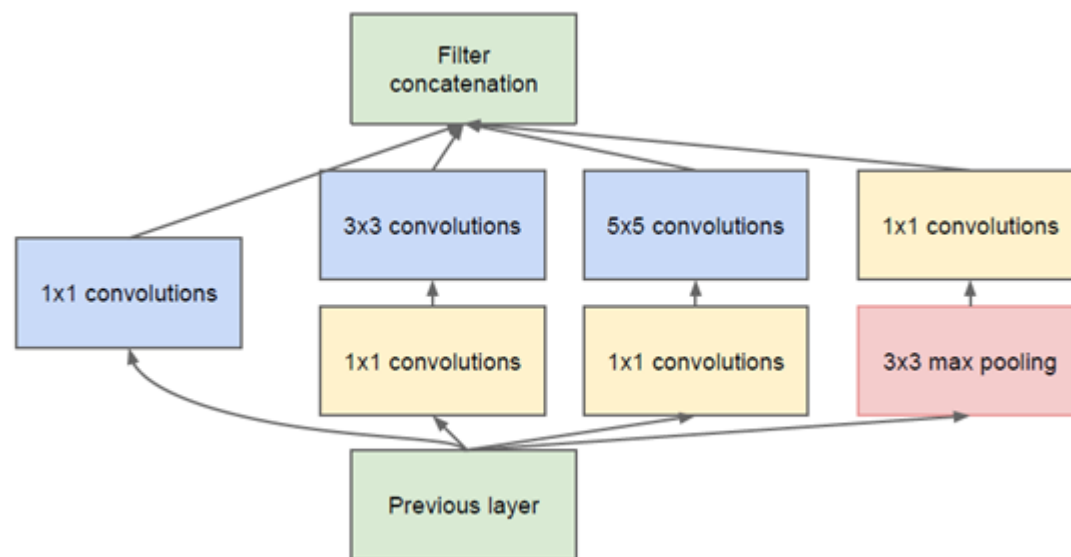 Filter
concatenation
3x3 convolutions
5x5 convolutions
1x1 convolutions
1x1 convolutions
1x1 convolutions
1x1 convolutions
3x3 max pooling
Previous layer